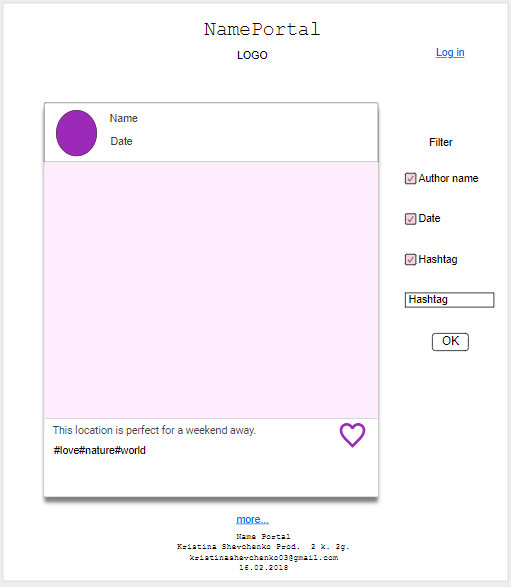 NamePortal
LOGO
Log in
Name
Date
Filter
Author name
Date
Hashtag
Hashtag
OK
This location is perfect for a weekend away.
#love#nature#world
more...
Name Portal
Kristina Shevchenko Prod. 2 k. 2g.
kristinashevchenko03@gmail.com
16.02.2018